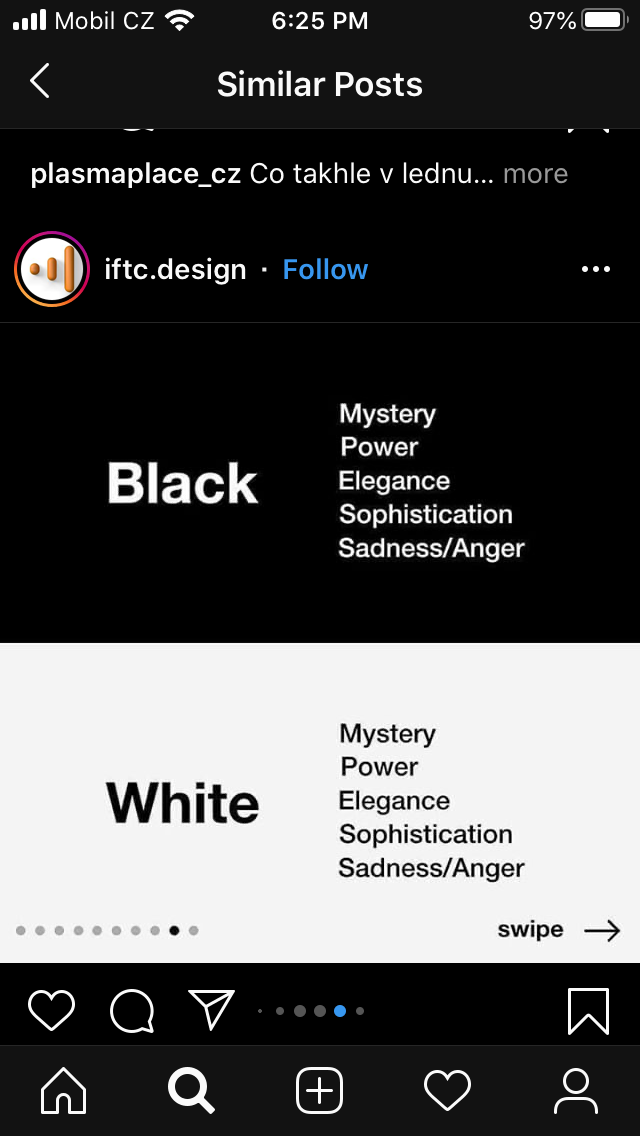 Mobil CZ 6:25 PM 97%
Similar Posts
plasmaplace_cz Co takhle v lednu... more
iftc.design · Follow
Black
Mystery
Power
Elegance
Sophistication
Sadness/Anger
White
Mystery
Power
Elegance
Sophistication
Sadness/Anger
swipe →